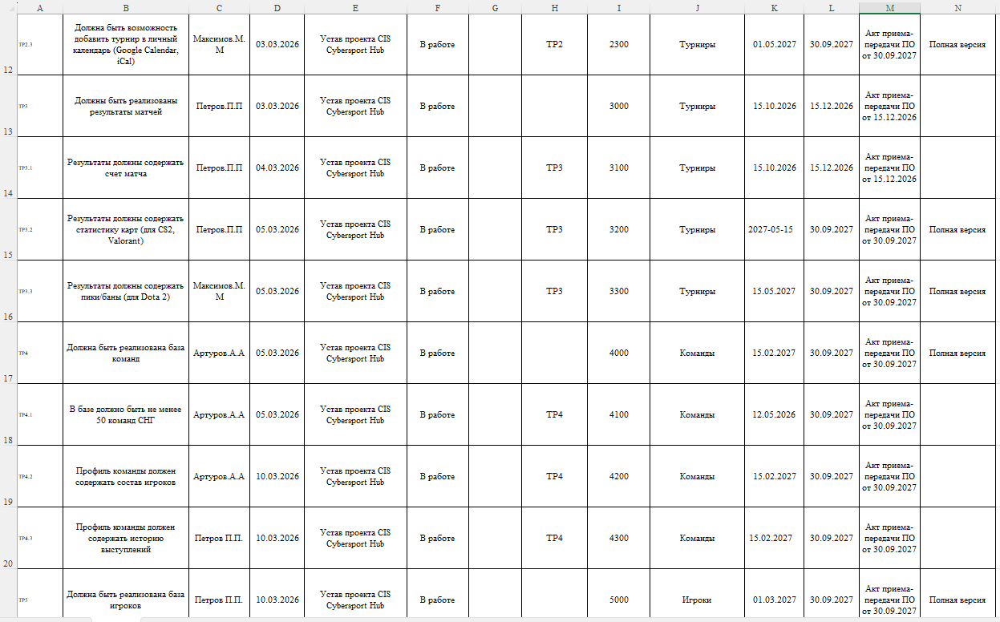 A B C D E F G H I J K L M N
12 ТР2.3 Должна быть возможность добавить турнир в личный календарь (Google Calendar, iCal) Максимов.М.М 03.03.2026 Устав проекта CIS Cybersport Hub В работе ТР2 2300 Турниры 01.05.2027 30.09.2027 Акт приема-передачи ПО от 30.09.2027 Полная версия
13 ТР3 Должны быть реализованы результаты матчей Петров.П.П 03.03.2026 Устав проекта CIS Cybersport Hub В работе 3000 Турниры 15.10.2026 15.12.2026 Акт приема-передачи ПО от 15.12.2026
14 ТР3.1 Результаты должны содержать счет матча Петров.П.П 04.03.2026 Устав проекта CIS Cybersport Hub В работе ТР3 3100 Турниры 15.10.2026 15.12.2026 Акт приема-передачи ПО от 15.12.2026
15 ТР3.2 Результаты должны содержать статистику карт (для CS2, Valorant) Петров.П.П 05.03.2026 Устав проекта CIS Cybersport Hub В работе ТР3 3200 Турниры 2027-05-15 30.09.2027 Акт приема-передачи ПО от 30.09.2027 Полная версия
16 ТР3.3 Результаты должны содержать пики/баны (для Dota 2) Максимов.М.М 05.03.2026 Устав проекта CIS Cybersport Hub В работе ТР3 3300 Турниры 15.05.2027 30.09.2027 Акт приема-передачи ПО от 30.09.2027 Полная версия
17 ТР4 Должна быть реализована база команд Артуров.А.А 05.03.2026 Устав проекта CIS Cybersport Hub В работе 4000 Команды 15.02.2027 30.09.2027 Акт приема-передачи ПО от 30.09.2027 Полная версия
18 ТР4.1 В базе должно быть не менее 50 команд СНГ Артуров.А.А 05.03.2026 Устав проекта CIS Cybersport Hub В работе ТР4 4100 Команды 12.05.2026 30.09.2027 Акт приема-передачи ПО от 30.09.2027
19 ТР4.2 Профиль команды должен содержать состав игроков Артуров.А.А 10.03.2026 Устав проекта CIS Cybersport Hub В работе ТР4 4200 Команды 15.02.2027 30.09.2027 Акт приема-передачи ПО от 30.09.2027
20 ТР4.3 Профиль команды должен содержать историю выступлений Петров П.П. 10.03.2026 Устав проекта CIS Cybersport Hub В работе ТР4 4300 Команды 15.02.2027 30.09.2027 Акт приема-передачи ПО от 30.09.2027
ТР5 Должна быть реализована база игроков Петров П.П. 10.03.2026 Устав проекта CIS Cybersport Hub В работе 5000 Игроки 01.03.2027 30.09.2027 Акт приема-передачи ПО от 30.09.2027 Полная версия